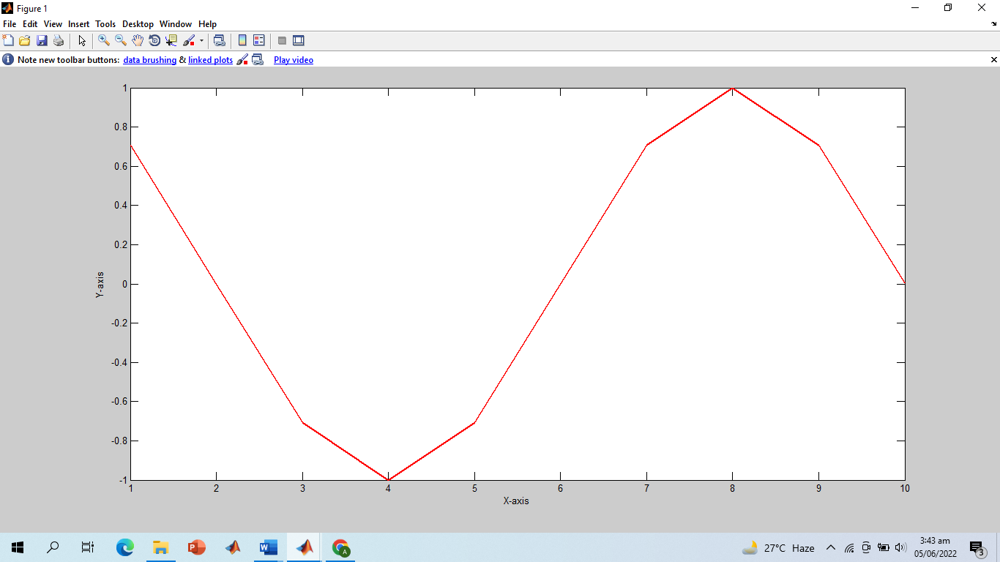 Figure 1
File Edit View Insert Tools Desktop Window Help
Note new toolbar buttons: data brushing & linked plots Play video
1
0.8
0.6
0.4
0.2
0
-0.2
-0.4
-0.6
-0.8
-1
Y-axis
1 2 3 4 5 6 7 8 9 10
X-axis
27°C Haze
3:43 am
05/06/2022
3
P
W
A